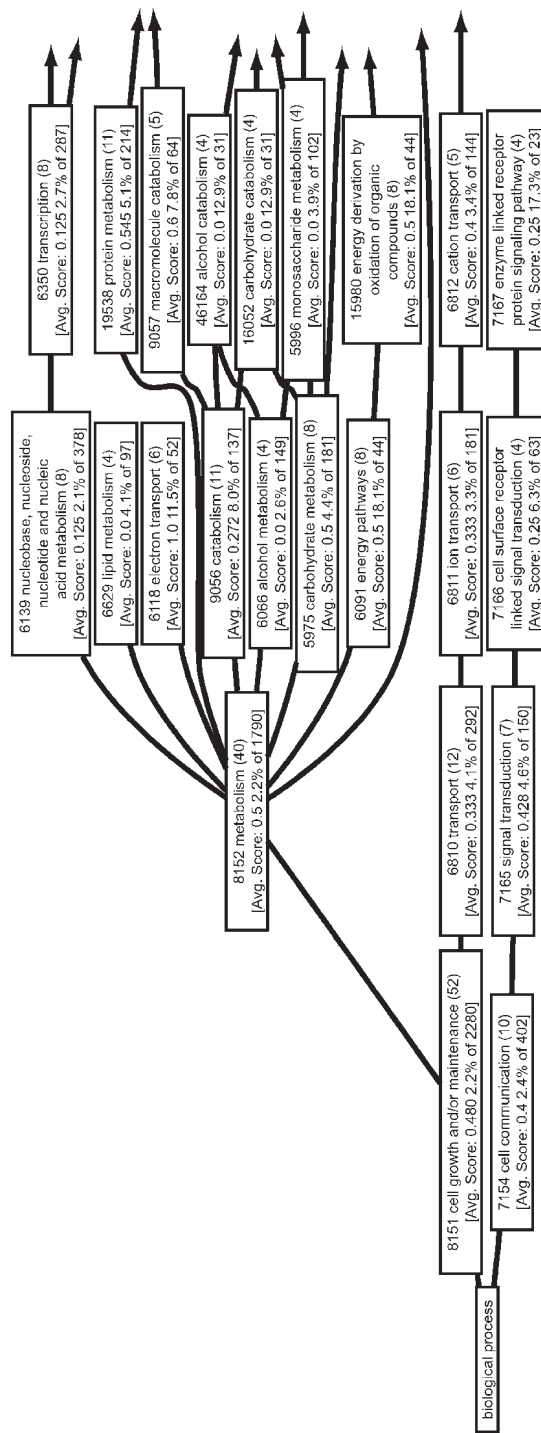 biological process
8151 cell growth and/or maintenance (52)
[Avg. Score: 0.480 2.2% of 2280]
7154 cell communication (10)
[Avg. Score: 0.4 2.4% of 402]
8152 metabolism (40)
[Avg. Score: 0.5 2.2% of 1790]
6810 transport (12)
[Avg. Score: 0.333 4.1% of 292]
7165 signal transduction (7)
[Avg. Score: 0.428 4.6% of 150]
6139 nucleobase, nucleoside,
nucleotide and nucleic
acid metabolism (8)
[Avg. Score: 0.125 2.1% of 378]
6629 lipid metabolism (4)
[Avg. Score: 0.0 4.1% of 97]
6118 electron transport (6)
[Avg. Score: 1.0 11.5% of 52]
9056 catabolism (11)
[Avg. Score: 0.272 8.0% of 137]
6066 alcohol metabolism (4)
[Avg. Score: 0.0 2.6% of 149]
5975 carbohydrate metabolism (8)
[Avg. Score: 0.5 4.4% of 181]
6091 energy pathways (8)
[Avg. Score: 0.5 18.1% of 44]
6811 ion transport (6)
[Avg. Score: 0.333 3.3% of 181]
7166 cell surface receptor
linked signal transduction (4)
[Avg. Score: 0.25 6.3% of 63]
6350 transcription (8)
[Avg. Score: 0.125 2.7% of 287]
19538 protein metabolism (11)
[Avg. Score: 0.545 5.1% of 214]
9057 macromolecule catabolism (5)
[Avg. Score: 0.6 7.8% of 64]
46164 alcohol catabolism (4)
[Avg. Score: 0.0 12.9% of 31]
16052 carbohydrate catabolism (4)
[Avg. Score: 0.0 12.9% of 31]
5996 monosaccharide metabolism (4)
[Avg. Score: 0.0 3.9% of 102]
15980 energy derivation by
oxidation of organic
compounds (8)
[Avg. Score: 0.5 18.1% of 44]
6812 cation transport (5)
[Avg. Score: 0.4 3.4% of 144]
7167 enzyme linked receptor
protein signaling pathway (4)
[Avg. Score: 0.25 17.3% of 23]